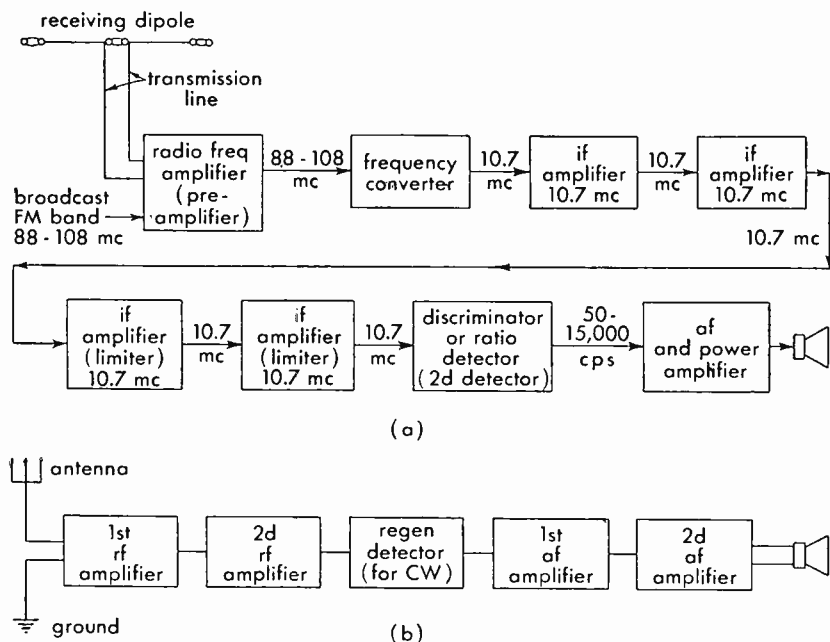 receiving dipole
transmission
line
radio freq
amplifier
(pre-
amplifier)
88 - 108
mc
frequency
converter
10.7
mc
if
amplifier
10.7 mc
10.7
mc
if
amplifier
10.7 mc
broadcast
FM band
88 - 108 mc
10.7 mc
if
amplifier
(limiter)
10.7 mc
10.7
mc
if
amplifier
(limiter)
10.7 mc
10.7
mc
discriminator
or ratio
detector
(2d detector)
50-
15,000
cps
af
and power
amplifier
(a)
antenna
1st
rf
amplifier
2d
rf
amplifier
regen
detector
(for CW)
1st
af
amplifier
2d
af
amplifier
ground
(b)